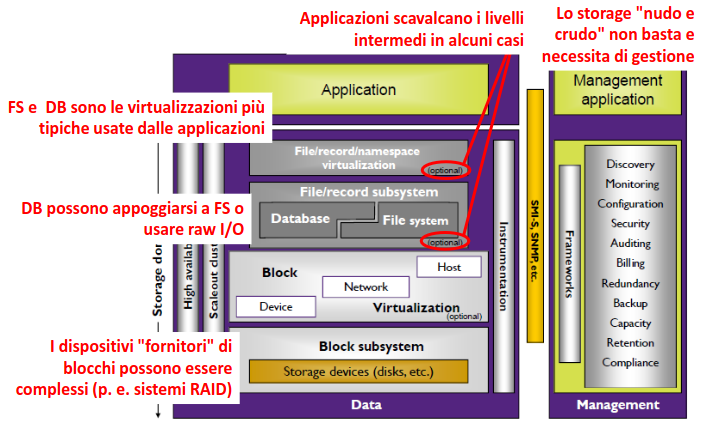 Applicazioni scavalcano i livelli
intermedi in alcuni casi
Lo storage "nudo e
crudo" non basta e
necessita di gestione
Application
Management
application
FS e DB sono le virtualizzazioni più
tipiche usate dalle applicazioni
File/record/namespace
virtualization
(optional)
File/record subsystem
Database
File system
(optional)
DB possono appoggiarsi a FS o
usare raw I/O
Block
Host
Network
Device
Virtualization
(optional)
I dispositivi "fornitori" di
blocchi possono essere
complessi (p. e. sistemi RAID)
Block subsystem
Storage devices (disks, etc.)
Storage
High
Scaleout
Instrumentation
SMI-S, SNMP, etc.
Frameworks
Discovery
Monitoring
Configuration
Security
Auditing
Billing
Redundancy
Backup
Capacity
Retention
Compliance
Data
Management